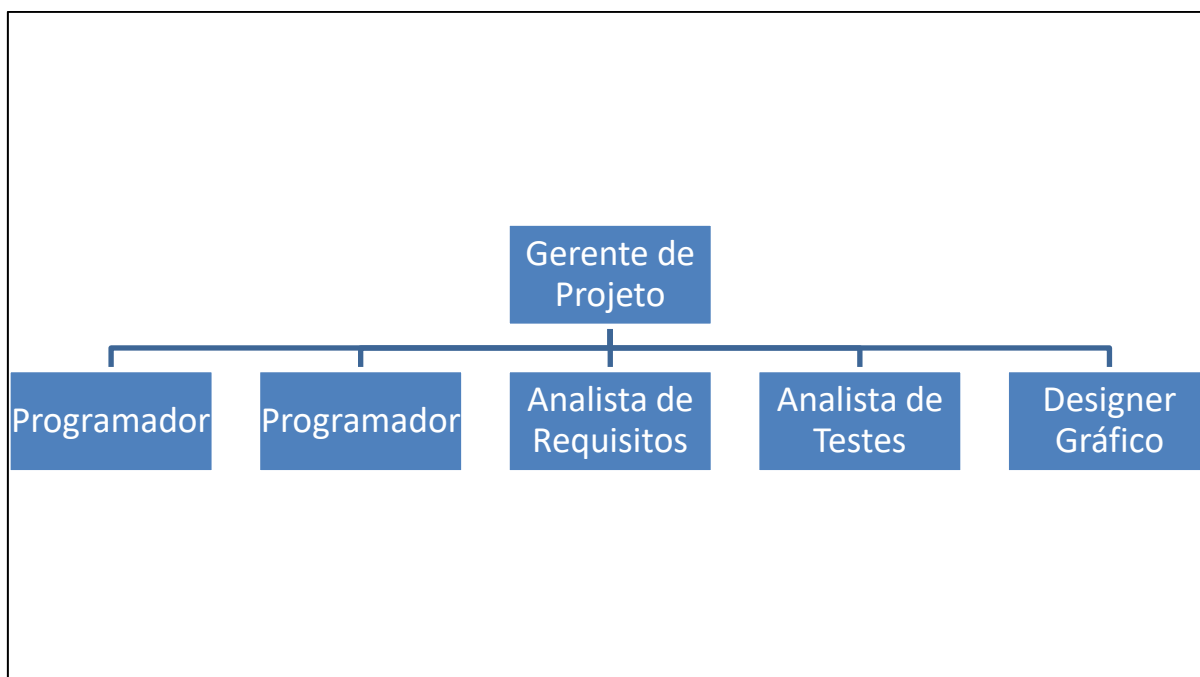 Gerente de
Projeto
Programador
Programador
Analista de
Requisitos
Analista de
Testes
Designer
Gráfico